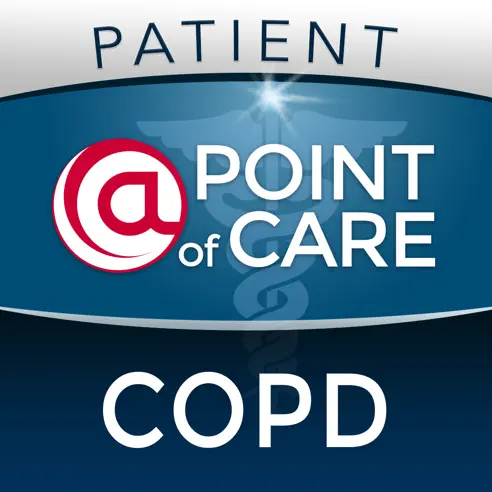 PATIENT
@ POINT
of CARE
COPD